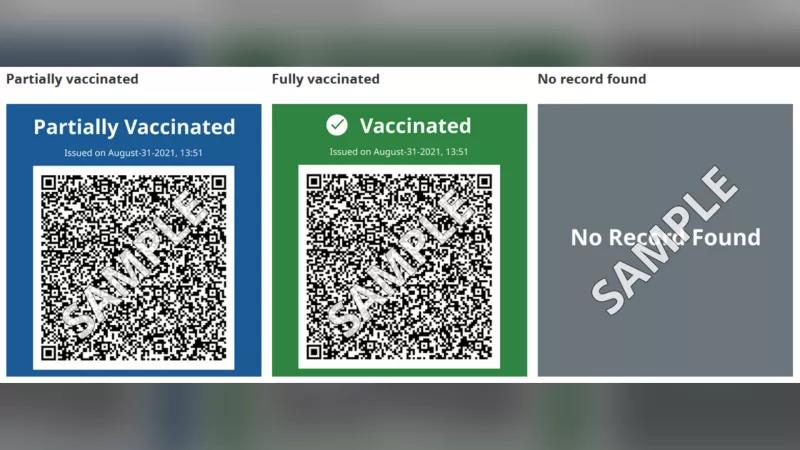 Partially vaccinated
Partially Vaccinated
Issued on August-31-2021, 13:51
SAMPLE
Fully vaccinated
Vaccinated
Issued on August-31-2021, 13:51
SAMPLE
No record found
No Record Found
SAMPLE